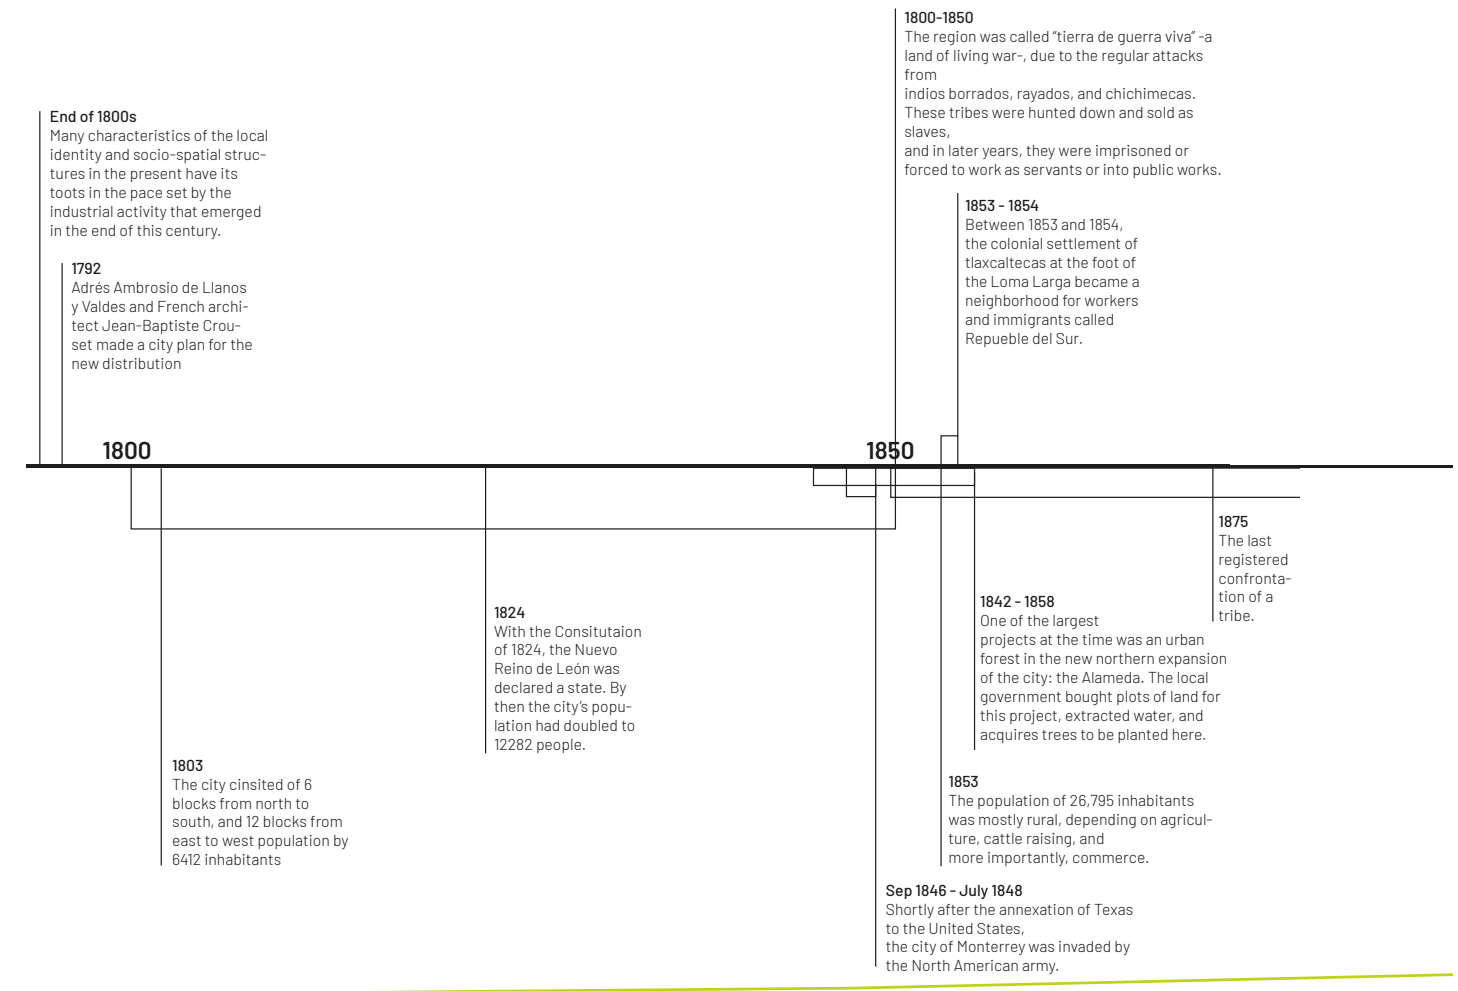 End of 1800s
Many characteristics of the local
identity and socio-spatial struc-
tures in the present have its
toots in the pace set by the
industrial activity that emerged
in the end of this century.
1792
Adrés Ambrosio de Llanos
y Valdes and French archi-
tect Jean-Baptiste Crou-
set made a city plan for the
new distribution
1800-1850
The region was called “tierra de guerra viva” -a
land of living war-, due to the regular attacks
from
indios borrados, rayados, and chichimecas.
These tribes were hunted down and sold as
slaves,
and in later years, they were imprisoned or
forced to work as servants or into public works.
1853 - 1854
Between 1853 and 1854,
the colonial settlement of
tlaxcaltecas at the foot of
the Loma Larga became a
neighborhood for workers
and immigrants called
Repueble del Sur.
1800
1850
1803
The city cinsited of 6
blocks from north to
south, and 12 blocks from
east to west population by
6412 inhabitants
1824
With the Consitutaion
of 1824, the Nuevo
Reino de León was
declared a state. By
then the city’s popu-
lation had doubled to
12282 people.
1875
The last
registered
confronta-
tion of a
tribe.
1842 - 1858
One of the largest
projects at the time was an urban
forest in the new northern expansion
of the city: the Alameda. The local
government bought plots of land for
this project, extracted water, and
acquires trees to be planted here.
1853
The population of 26,795 inhabitants
was mostly rural, depending on agricul-
ture, cattle raising, and
more importantly, commerce.
Sep 1846 - July 1848
Shortly after the annexation of Texas
to the United States,
the city of Monterrey was invaded by
the North American army.